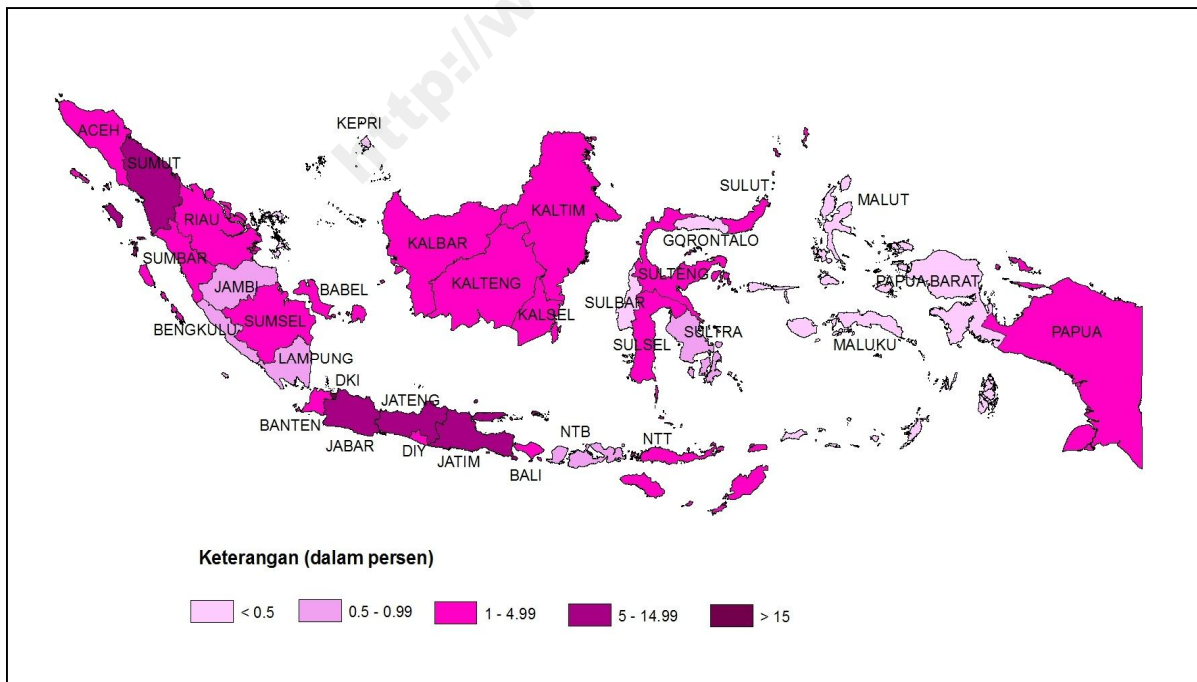 http://w
KEPRI
ACEH
SUMUT
SULUT
MALUT
RIAU
KALTIM
KALBAR
GORONTALO
SUMBAR
SULTENG
PAPUA BARAT
JAMBI
BABEL
KALTENG
SULBAR
BENGKULU
SUMSEL
KALSEL
SULTRA
PAPUA
SULSEL
MALUKU
LAMPUNG
DKI
JATENG
BANTEN
JABAR
DIY
JATIM
BALI
NTB
NTT
Keterangan (dalam persen)
< 0.5
0.5 - 0.99
1 - 4.99
5 - 14.99
> 15